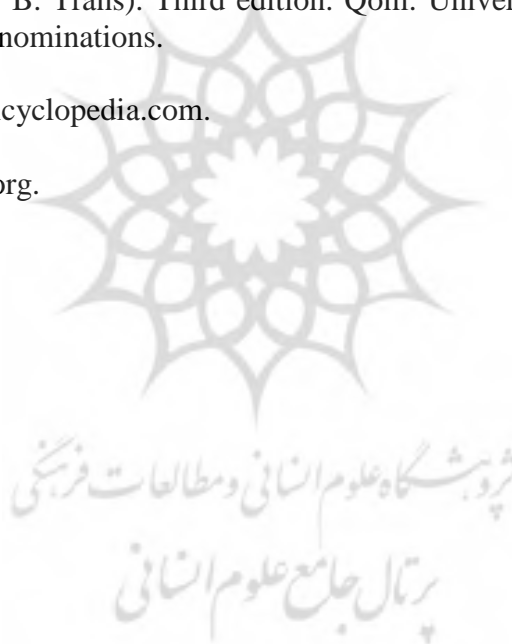 B. Trans). Third edition. Qom. Univer
nominations.
cyclopedia.com.
org.
پژوهشگاه علوم انسانی و مطالعات فرهنگی
پرتال جامع علوم انسانی